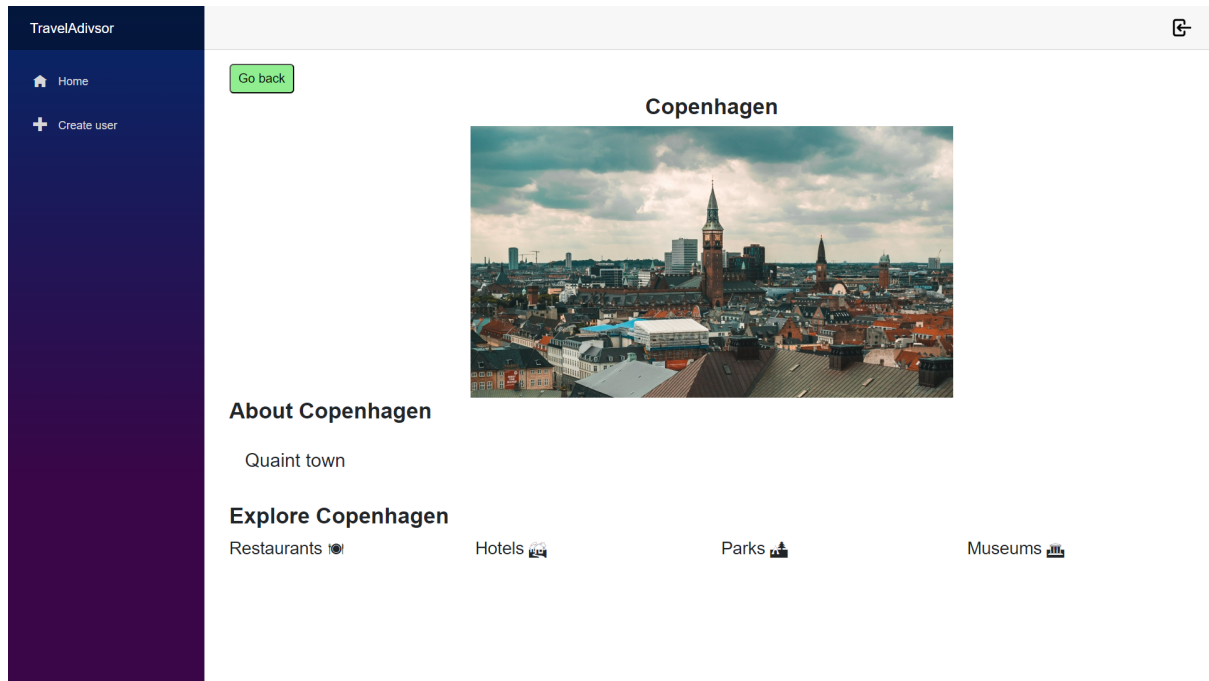 TravelAdivsor
Home
Create user
Go back
Copenhagen
About Copenhagen
Quaint town
Explore Copenhagen
Restaurants
Hotels
Parks
Museums